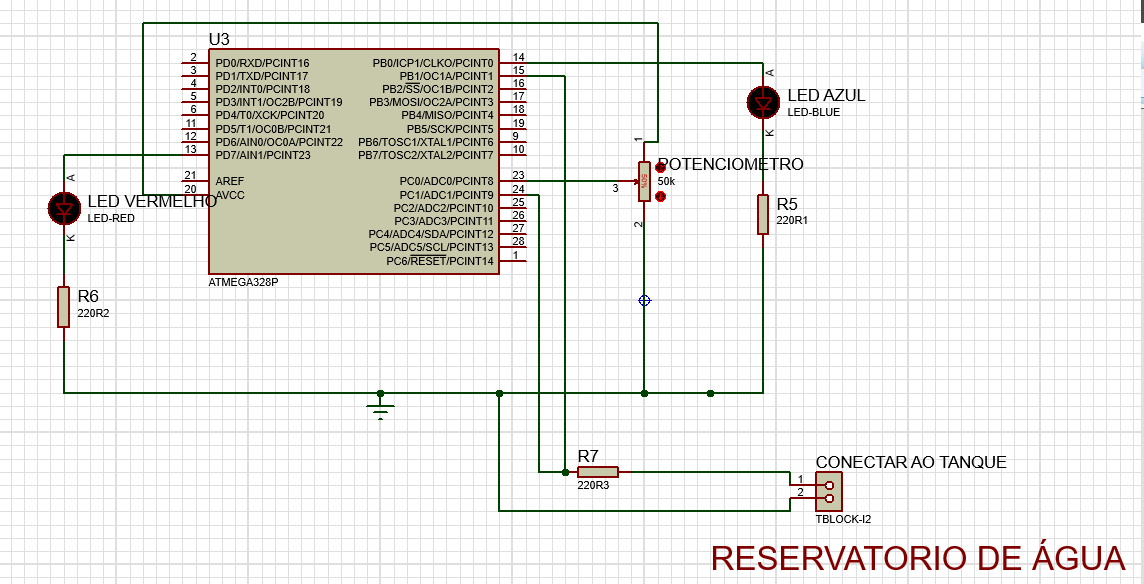 U3
2 PD0/RXD/PCINT16 PB0/ICP1/CLKO/PCINT0 14
3 PD1/TXD/PCINT17 PB1/OC1A/PCINT1 15
4 PD2/INT0/PCINT18 PB2/SS/OC1B/PCINT2 16
5 PD3/INT1/OC2B/PCINT19 PB3/MOSI/OC2A/PCINT3 17
6 PD4/T0/XCK/PCINT20 PB4/MISO/PCINT4 18
11 PD5/T1/OC0B/PCINT21 PB5/SCK/PCINT5 19
12 PD6/AIN0/OC0A/PCINT22 PB6/TOSC1/XTAL1/PCINT6 9
13 PD7/AIN1/PCINT23 PB7/TOSC2/XTAL2/PCINT7 10
21 AREF PC0/ADC0/PCINT8 23
20 AVCC PC1/ADC1/PCINT9 24
PC2/ADC2/PCINT10 25
PC3/ADC3/PCINT11 26
PC4/ADC4/SDA/PCINT12 27
PC5/ADC5/SCL/PCINT13 28
PC6/RESET/PCINT14 1
ATMEGA328P
A
LED AZUL
LED-BLUE
K
1
POTENCIOMETRO
50%
50k
3
2
A
LED VERMELHO
LED-RED
K
R5
220R1
R6
220R2
R7
220R3
CONECTAR AO TANQUE
1
2
TBLOCK-I2
RESERVATORIO DE ÁGUA